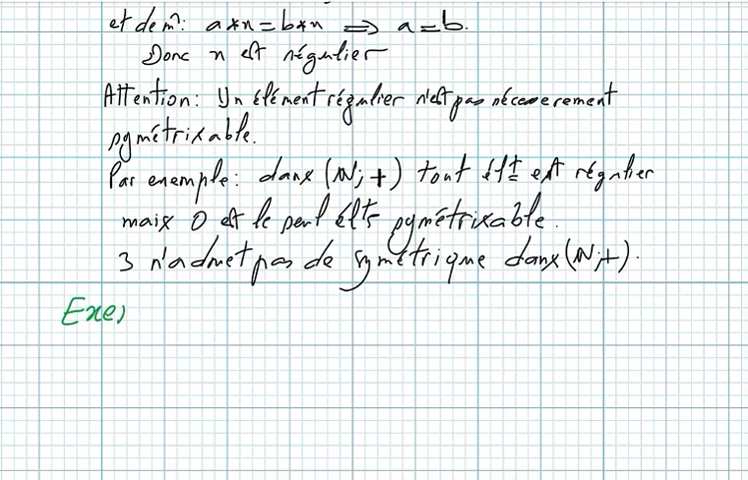 et de m̂: a * x = b * x ⟹ a = b.
Donc x est régulier
Attention: Un élément régulier n'est pas nécessairement
symétrisable.
Par exemple: dans (ℕ; +) tout élt est régulier
mais 0 est le seul élts symétrisable.
3 n'admet pas de symétrique dans (ℕ; +).
Exe